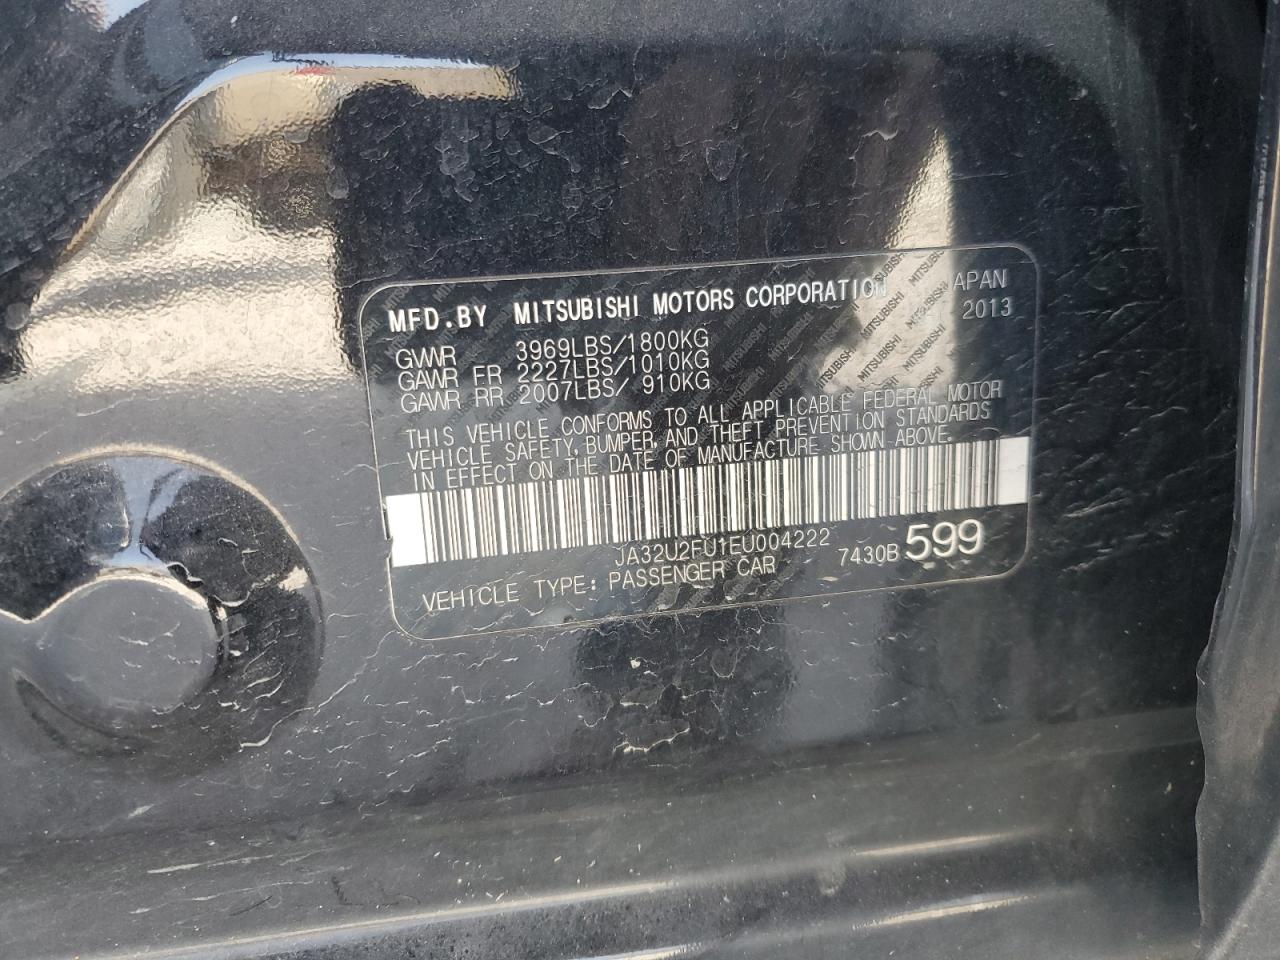 MFD.BY MITSUBISHI MOTORS CORPORATION JAPAN
2013
GVWR 3969LBS/1800KG
GAWR FR 2227LBS/1010KG
GAWR RR 2007LBS/ 910KG
THIS VEHICLE CONFORMS TO ALL APPLICABLE FEDERAL MOTOR
VEHICLE SAFETY, BUMPER, AND THEFT PREVENTION STANDARDS
IN EFFECT ON THE DATE OF MANUFACTURE SHOWN ABOVE.
JA32U2FU1EU004222
7430B 599
VEHICLE TYPE: PASSENGER CAR